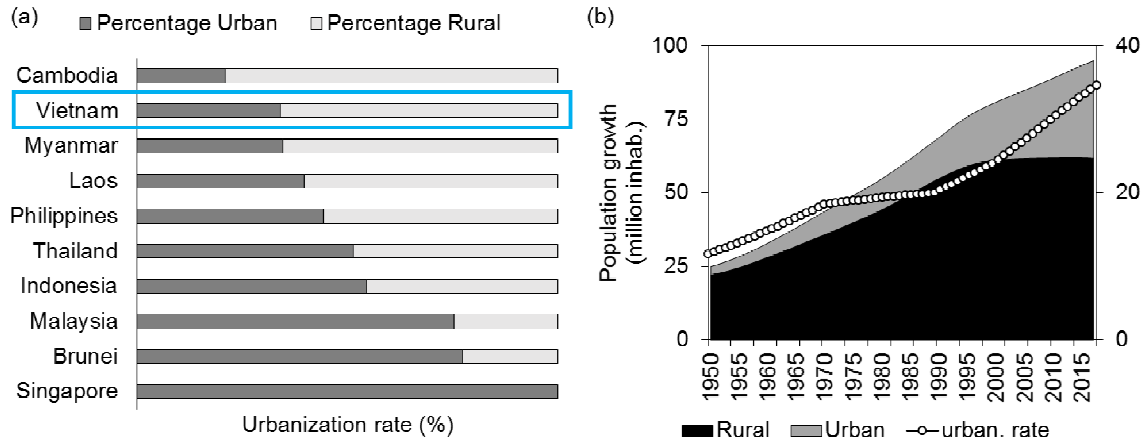 (a)
Percentage Urban Percentage Rural
Cambodia
Vietnam
Myanmar
Laos
Philippines
Thailand
Indonesia
Malaysia
Brunei
Singapore
Urbanization rate (%)
(b)
Population growth
(million inhab.)
100
75
50
25
0
40
20
0
1950
1955
1960
1965
1970
1975
1980
1985
1990
1995
2000
2005
2010
2015
Rural Urban urban. rate